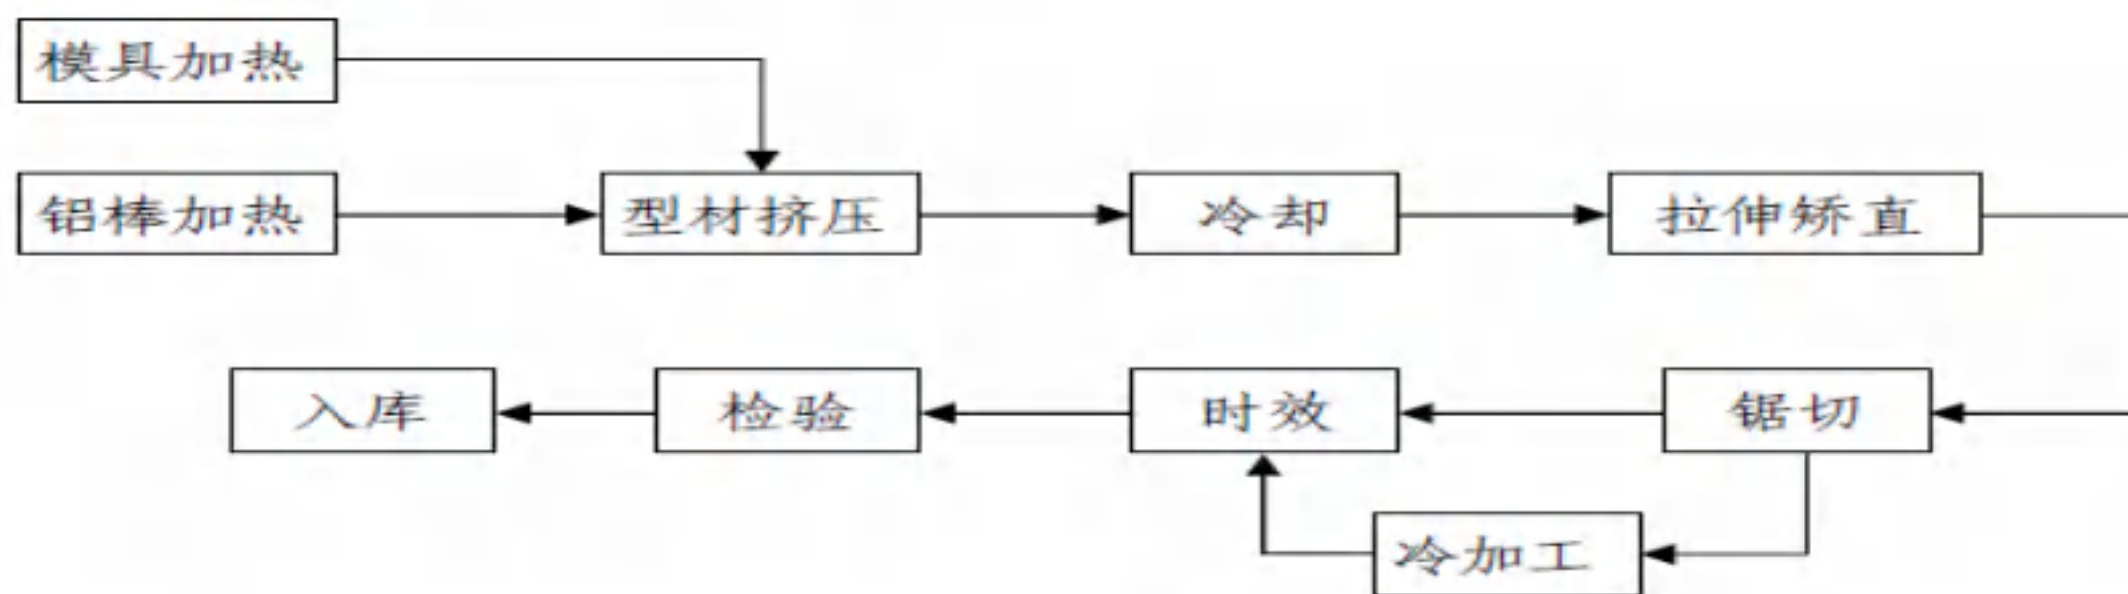 模具加热
铝棒加热
型材挤压
冷却
拉伸矫直
入库
检验
时效
锯切
冷加工